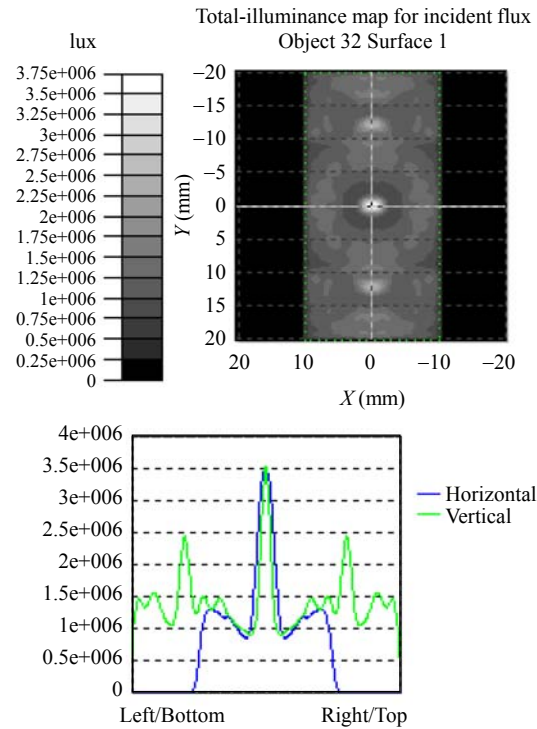 Total-illuminance map for incident flux
lux
Object 32 Surface 1
3.75e+006
3.5e+006
3.25e+006
3e+006
2.75e+006
2.5e+006
2.25e+006
2e+006
1.75e+006
1.5e+006
1.25e+006
1e+006
0.75e+006
0.5e+006
0.25e+006
0
−20
−15
−10
−5
0
5
10
15
20
Y (mm)
20 10 0 −10 −20
X (mm)
4e+006
3.5e+006
3e+006
2.5e+006
2e+006
1.5e+006
1e+006
0.5e+006
0
Horizontal
Vertical
Left/Bottom Right/Top